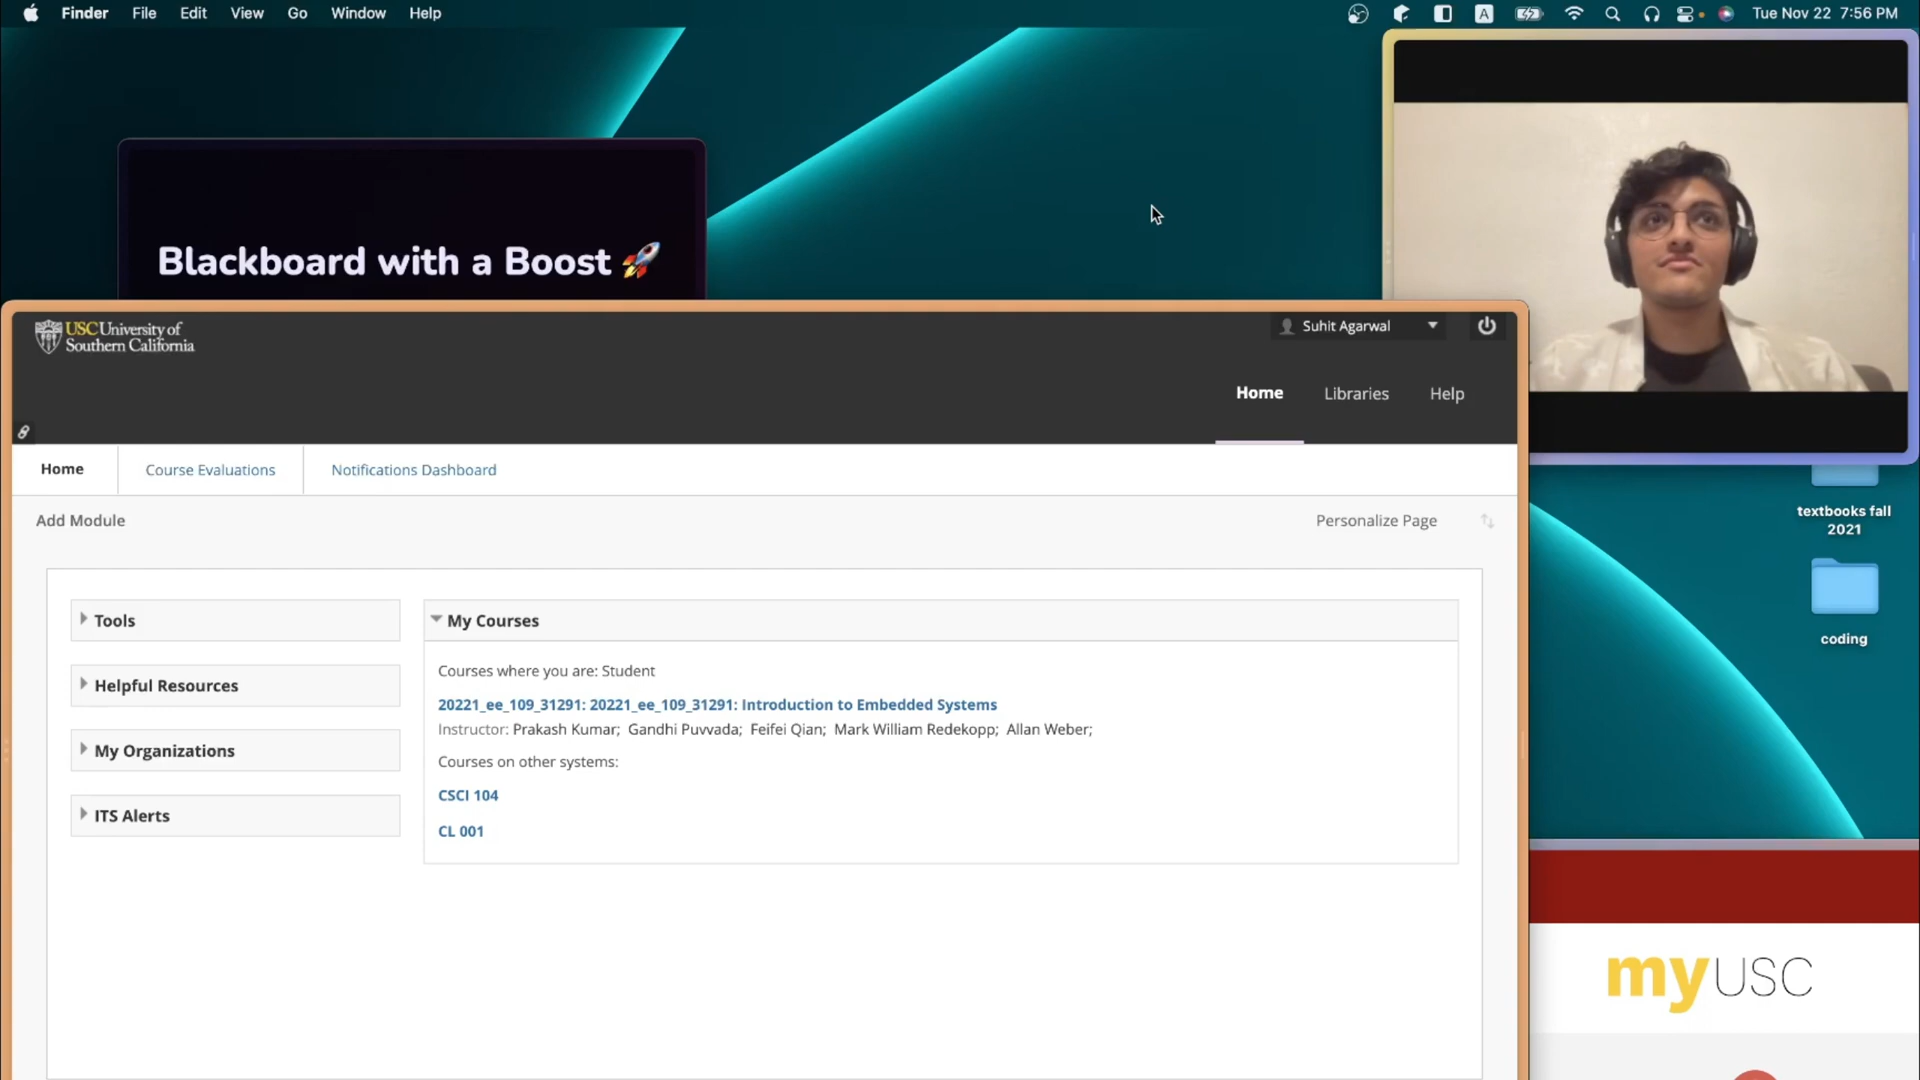 Finder File Edit View Go Window Help
A
Tue Nov 22 7:56 PM
Blackboard with a Boost 🚀
USC University of
Southern California
Suhit Agarwal
Home Libraries Help
Home Course Evaluations Notifications Dashboard
Add Module
Personalize Page
textbooks fall
2021
coding
Tools
Helpful Resources
My Organizations
ITS Alerts
My Courses
Courses where you are: Student
20221_ee_109_31291: 20221_ee_109_31291: Introduction to Embedded Systems
Instructor: Prakash Kumar; Gandhi Puvvada; Feifei Qian; Mark William Redekopp; Allan Weber;
Courses on other systems:
CSCI 104
CL 001
myUSC